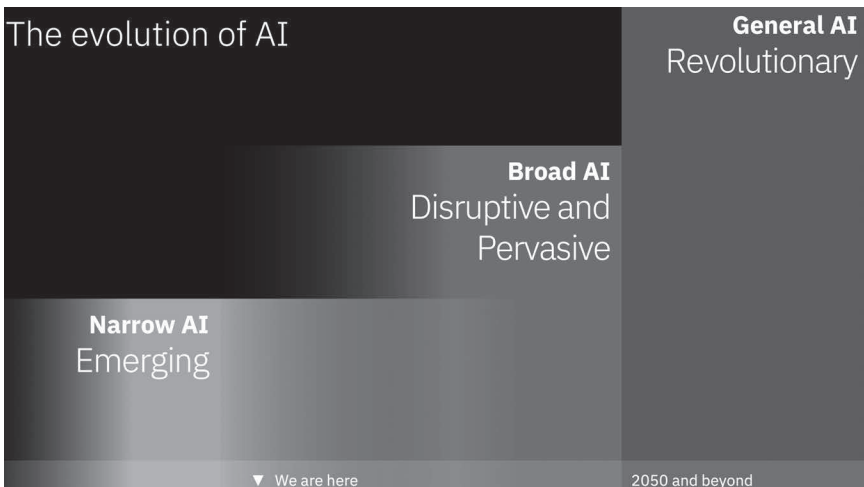 The evolution of AI
General AI
Revolutionary
Broad AI
Disruptive and
Pervasive
Narrow AI
Emerging
▼ We are here
2050 and beyond